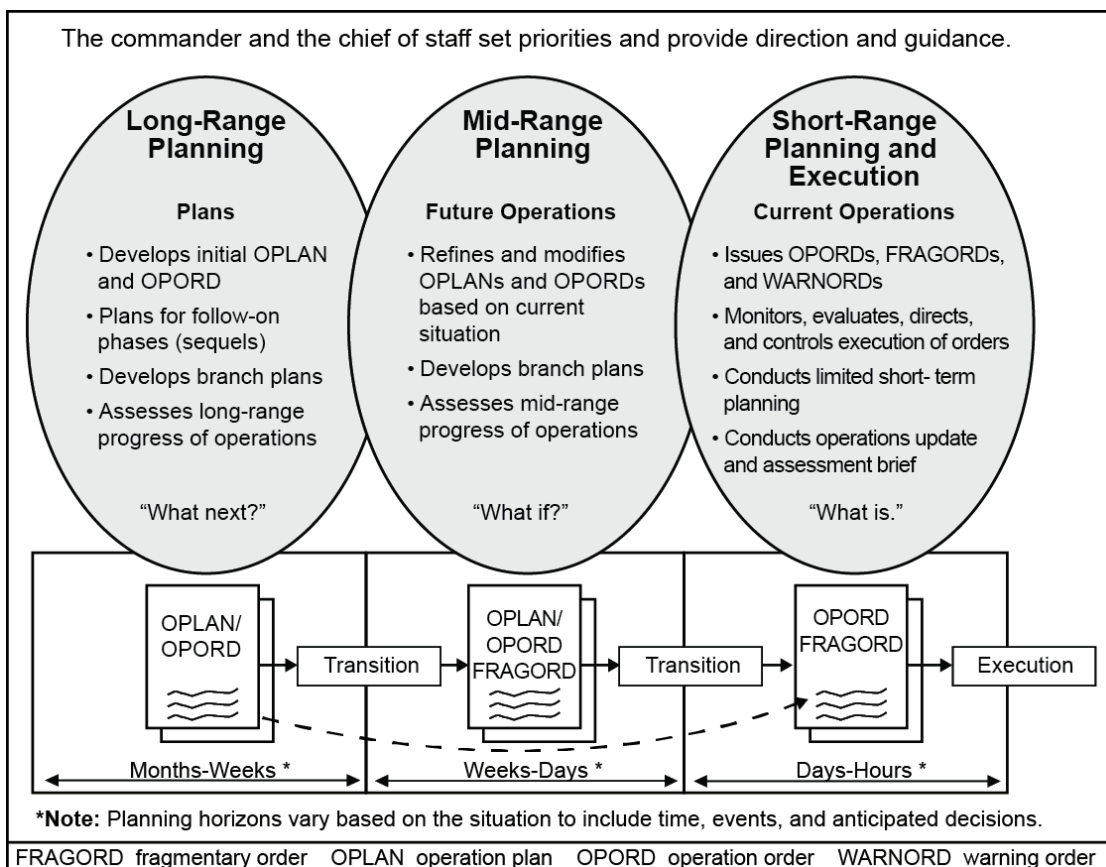 The commander and the chief of staff set priorities and provide direction and guidance.
Long-Range
Planning
Plans
• Develops initial OPLAN
and OPORD
• Plans for follow-on
phases (sequels)
• Develops branch plans
• Assesses long-range
progress of operations
“What next?”
Mid-Range
Planning
Future Operations
• Refines and modifies
OPLANs and OPORDs
based on current
situation
• Develops branch plans
• Assesses mid-range
progress of operations
“What if?”
Short-Range
Planning and
Execution
Current Operations
• Issues OPORDs, FRAGORDs,
and WARNORDs
• Monitors, evaluates, directs,
and controls execution of orders
• Conducts limited short- term
planning
• Conducts operations update
and assessment brief
“What is.”
OPLAN/
OPORD
Transition
OPLAN/
OPORD
FRAGORD
Transition
OPORD
FRAGORD
Execution
Months-Weeks *
Weeks-Days *
Days-Hours *
*Note: Planning horizons vary based on the situation to include time, events, and anticipated decisions.
FRAGORD fragmentary order OPLAN operation plan OPORD operation order WARNORD warning order